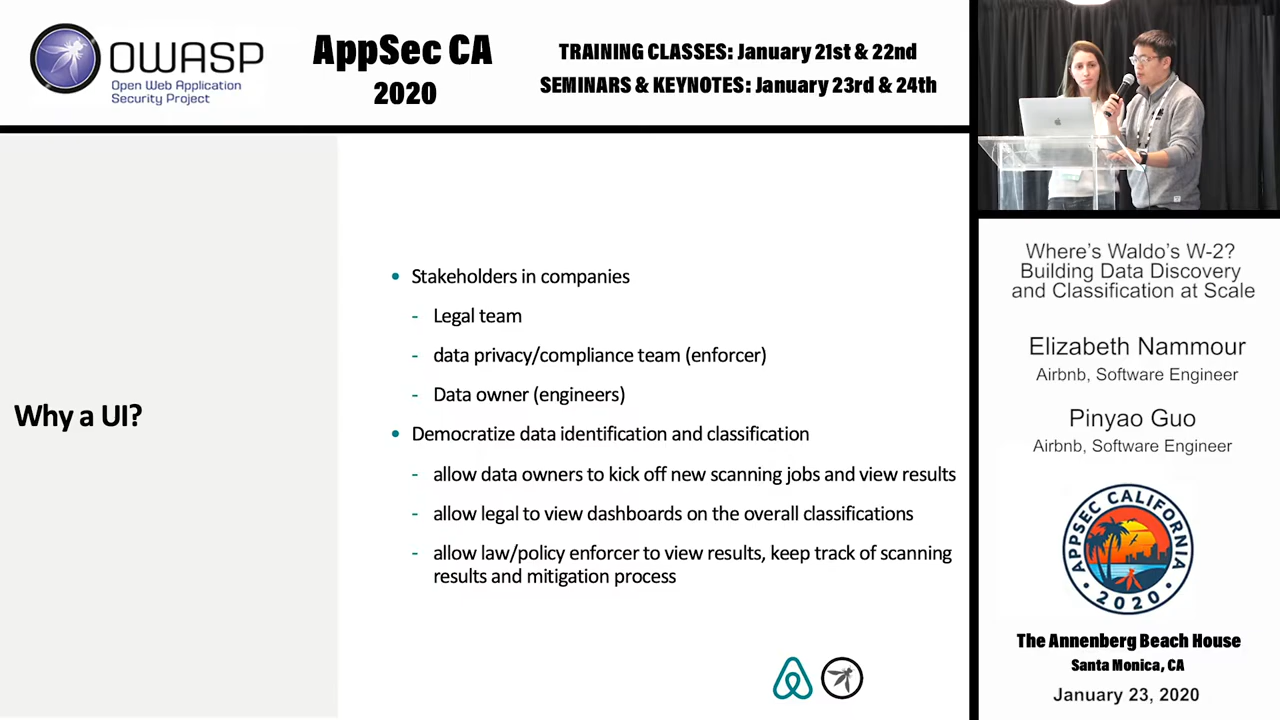 OWASP
Open Web Application
Security Project
AppSec CA
2020
TRAINING CLASSES: January 21st & 22nd
SEMINARS & KEYNOTES: January 23rd & 24th
Why a UI?
• Stakeholders in companies
- Legal team
- data privacy/compliance team (enforcer)
- Data owner (engineers)
• Democratize data identification and classification
- allow data owners to kick off new scanning jobs and view results
- allow legal to view dashboards on the overall classifications
- allow law/policy enforcer to view results, keep track of scanning
results and mitigation process
Where's Waldo's W-2?
Building Data Discovery
and Classification at Scale
Elizabeth Nammour
Airbnb, Software Engineer
Pinyao Guo
Airbnb, Software Engineer
APPSEC CALIFORNIA
• 2020 •
The Annenberg Beach House
Santa Monica, CA
January 23, 2020